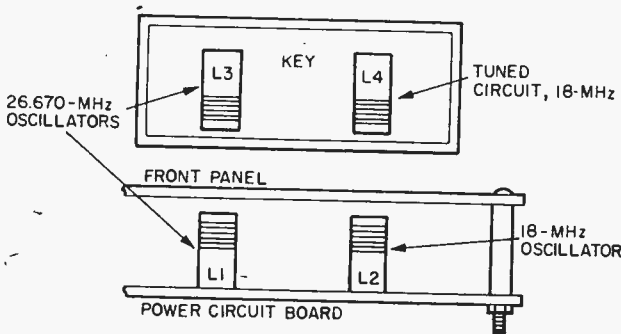 L3
KEY
L4
TUNED
CIRCUIT, 18-MHz
26.670-MHz
OSCILLATORS
FRONT PANEL
18-MHz
OSCILLATOR
L1
L2
POWER CIRCUIT BOARD